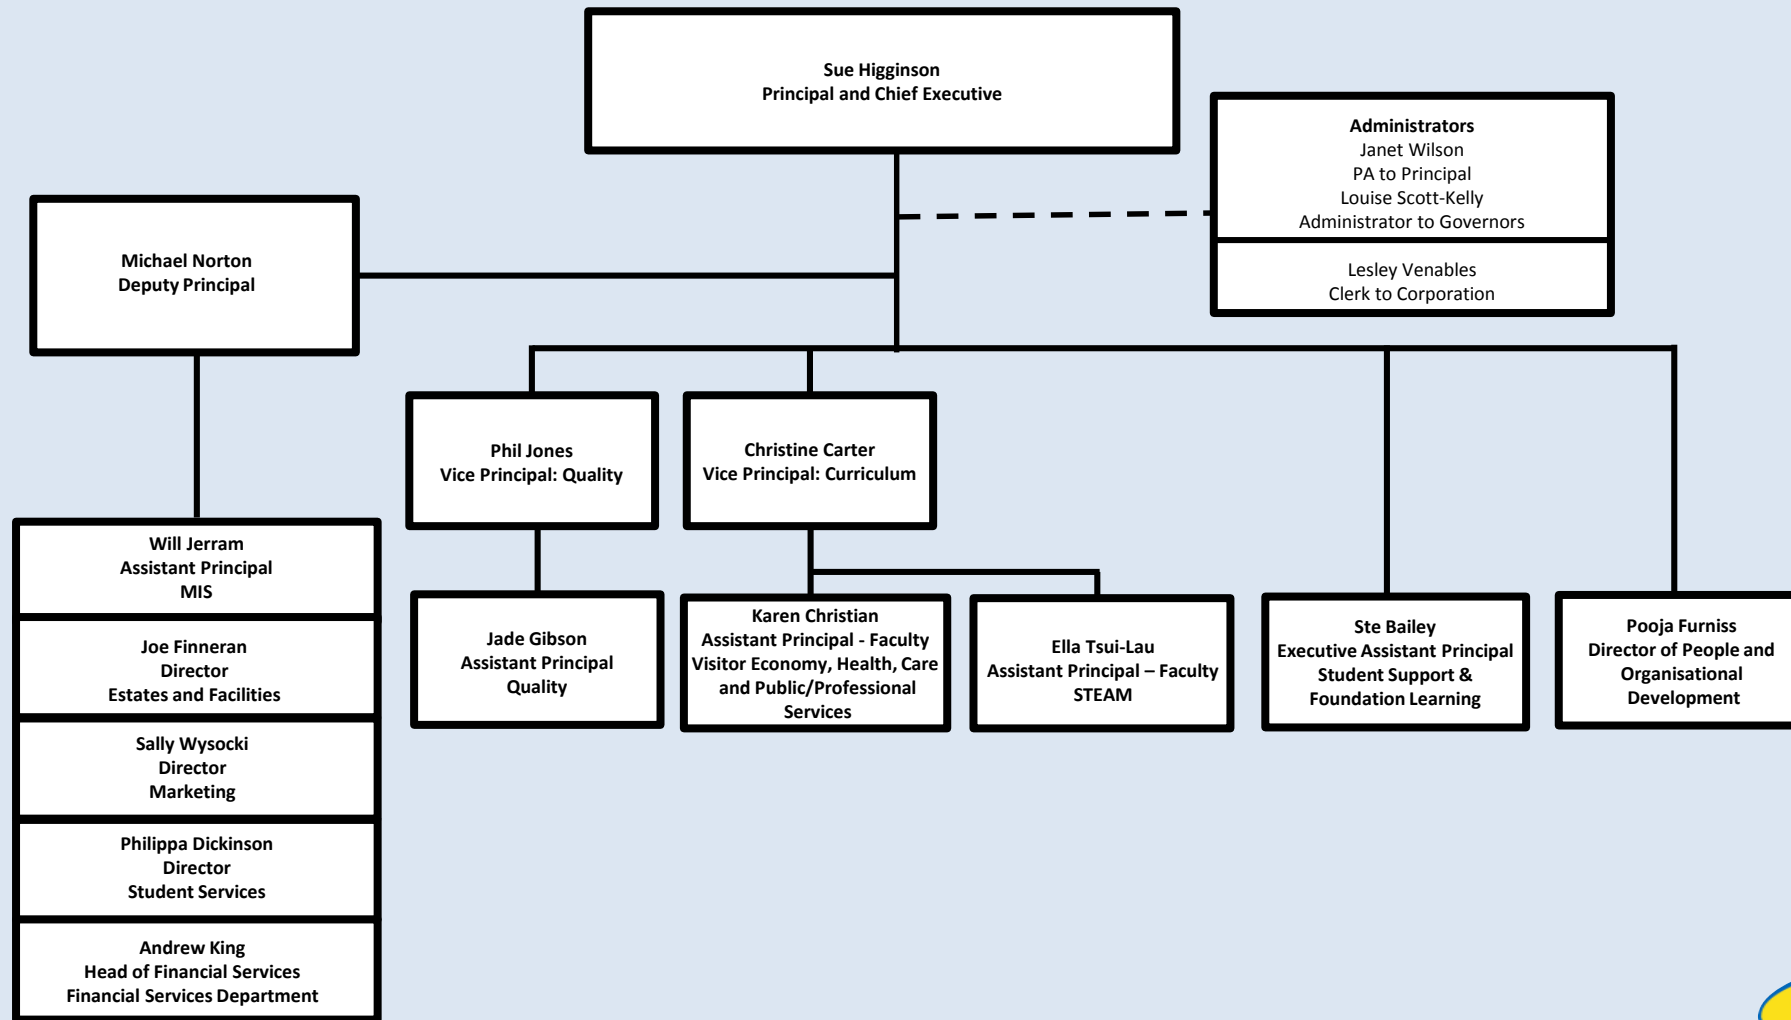 Sue Higginson
Principal and Chief Executive
Administrators
Janet Wilson
PA to Principal
Louise Scott-Kelly
Administrator to Governors
Lesley Venables
Clerk to Corporation
Michael Norton
Deputy Principal
Phil Jones
Vice Principal: Quality
Christine Carter
Vice Principal: Curriculum
Will Jerram
Assistant Principal
MIS
Joe Finneran
Director
Estates and Facilities
Sally Wysocki
Director
Marketing
Philippa Dickinson
Director
Student Services
Andrew King
Head of Financial Services
Financial Services Department
Jade Gibson
Assistant Principal
Quality
Karen Christian
Assistant Principal - Faculty
Visitor Economy, Health, Care
and Public/Professional
Services
Ella Tsui-Lau
Assistant Principal – Faculty
STEAM
Ste Bailey
Executive Assistant Principal
Student Support &
Foundation Learning
Pooja Furniss
Director of People and
Organisational
Development